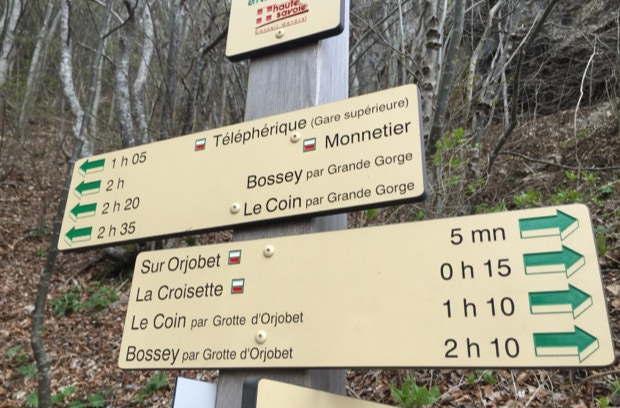 haute
savoie
Conseil Général
1 h 05 Téléphérique (Gare supérieure)
2 h Monnetier
2 h 20 Bossey par Grande Gorge
2 h 35 Le Coin par Grande Gorge
Sur Orjobet 5 mn
La Croisette 0 h 15
Le Coin par Grotte d'Orjobet 1 h 10
Bossey par Grotte d'Orjobet 2 h 10